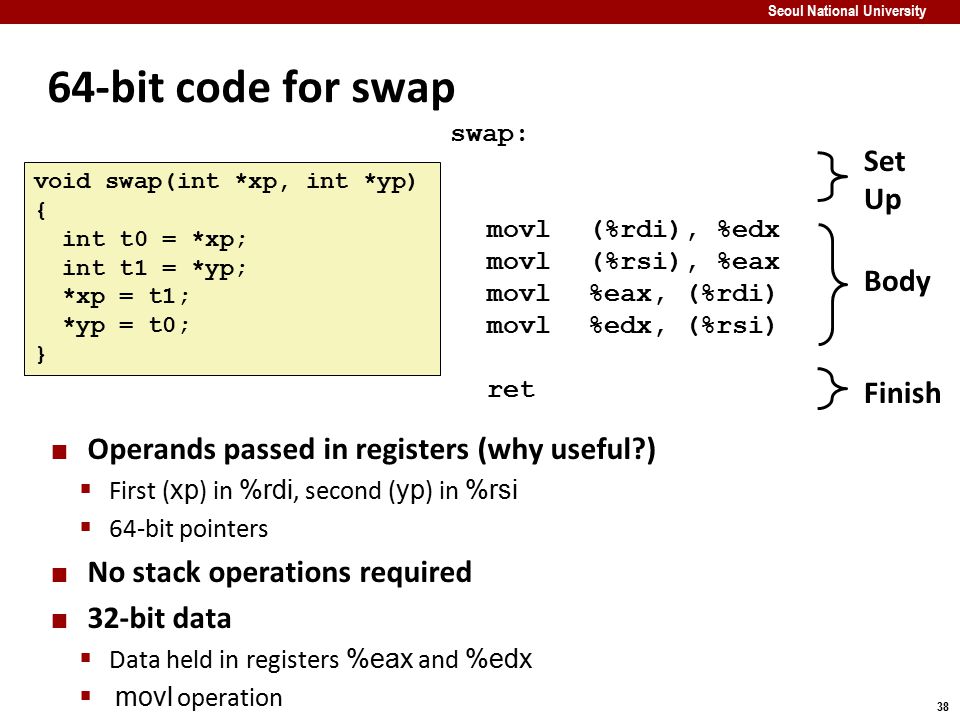 Seoul National University
64-bit code for swap
void swap(int *xp, int *yp)
{
  int t0 = *xp;
  int t1 = *yp;
  *xp = t1;
  *yp = t0;
}
swap:
movl (%rdi), %edx
movl (%rsi), %eax
movl %eax, (%rdi)
movl %edx, (%rsi)
ret
Set
Up
Body
Finish
■ Operands passed in registers (why useful?)
▪ First (xp) in %rdi, second (yp) in %rsi
▪ 64-bit pointers
■ No stack operations required
■ 32-bit data
▪ Data held in registers %eax and %edx
▪ movl operation
38